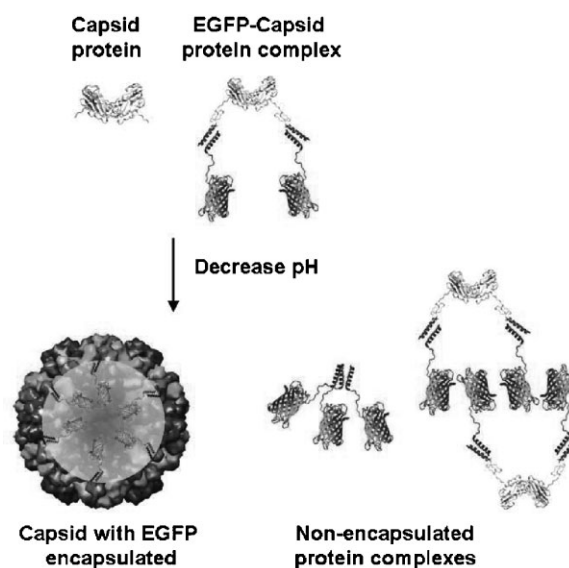 Capsid
protein
EGFP-Capsid
protein complex
Decrease pH
Capsid with EGFP
encapsulated
Non-encapsulated
protein complexes